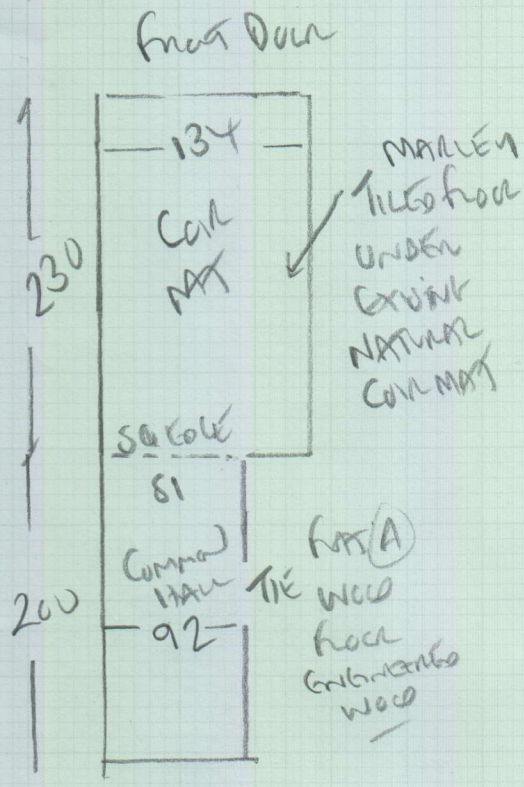 Front Door
134
Coir
Mat
230
MARLEY
TILED FLOOR
UNDER
EXISTING
NATURAL
COIR MAT
SQ EDGE
81
Common
HALL
92
200
TIE
FLAT A
WOOD
FLOOR
ENGINEERED
WOOD